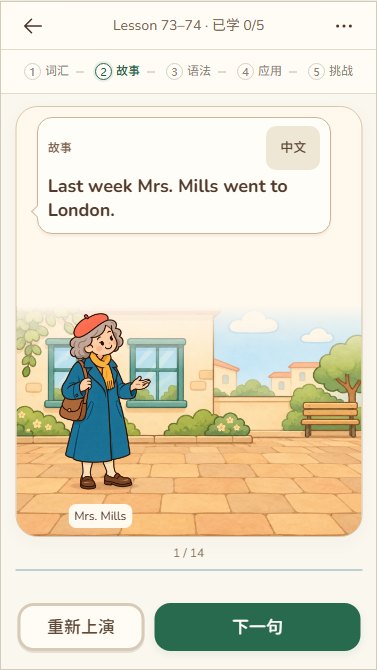 Lesson 73–74 · 已学 0/5
1 词汇 2 故事 3 语法 4 应用 5 挑战
故事
中文
Last week Mrs. Mills went to
London.
Mrs. Mills
1 / 14
重新上演
下一句